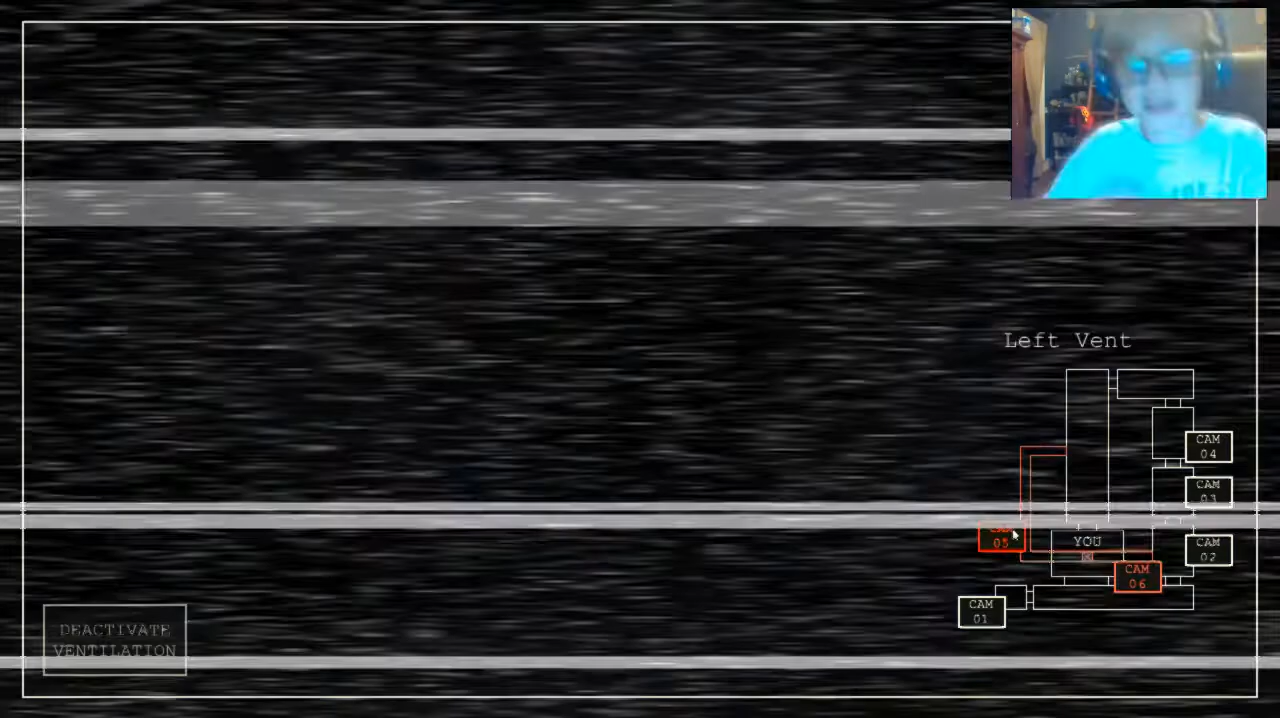 Left Vent
CAM
04
CAM
03
YOU
CAM
02
CAM
05
CAM
06
CAM
01
DEACTIVATE
VENTILATION